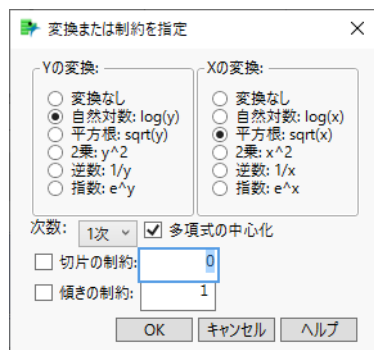 変換または制約を指定
Yの変換:
変換なし
自然対数: log(y)
平方根: sqrt(y)
2乗: y^2
逆数: 1/y
指数: e^y
Xの変換:
変換なし
自然対数: log(x)
平方根: sqrt(x)
2乗: x^2
逆数: 1/x
指数: e^x
次数: 1次 多項式の中心化
切片の制約: 0
傾きの制約: 1
OK キャンセル ヘルプ